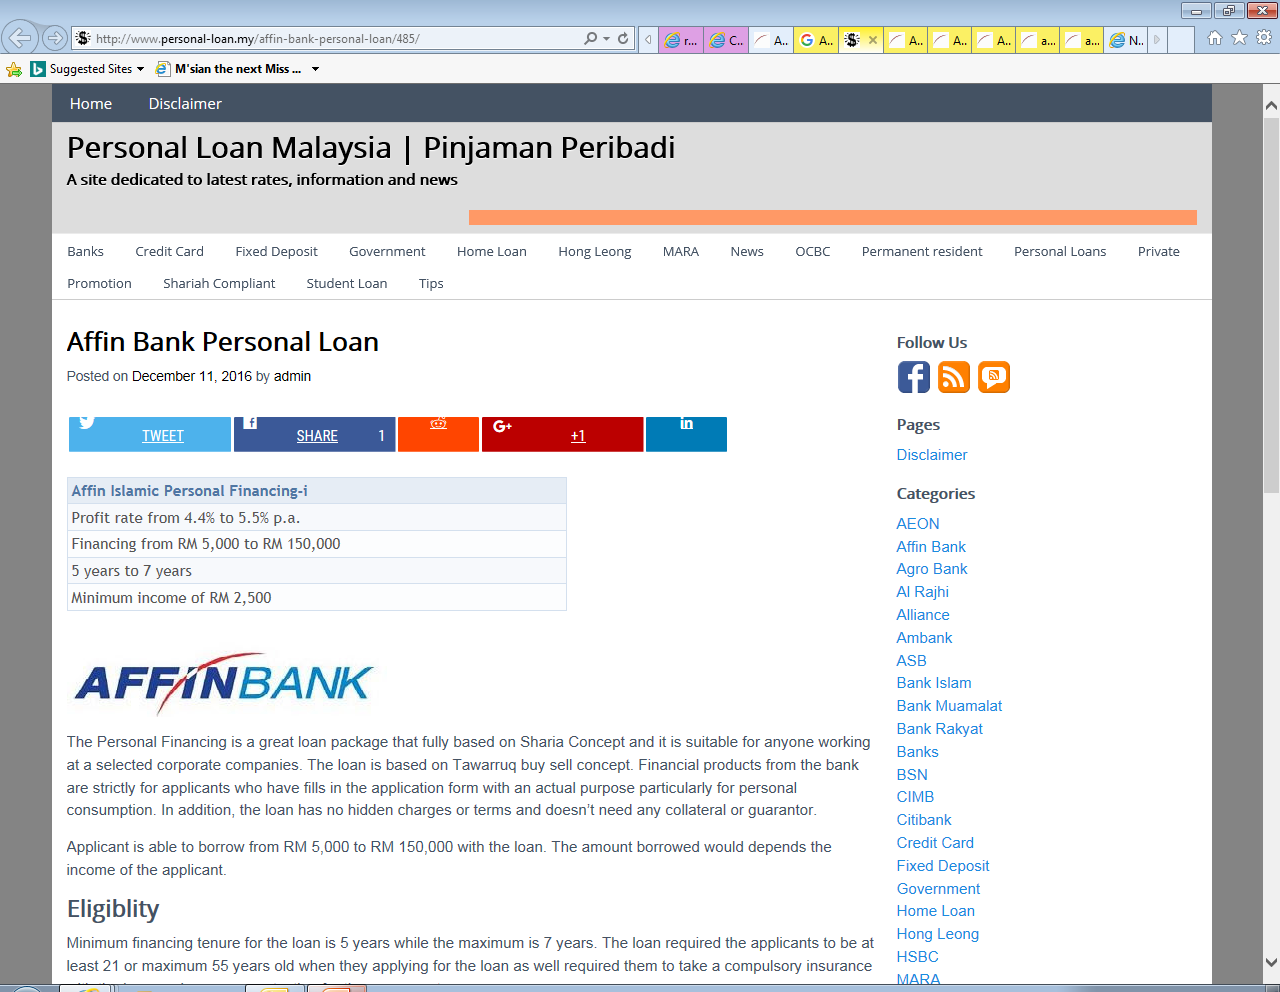 http://www.personal-loan.my/affin-bank-personal-loan/485/
r...
C..
A..
A..
A..
A..
A..
a...
a...
N..
Suggested Sites
M'sian the next Miss ...
Home Disclaimer
Personal Loan Malaysia | Pinjaman Peribadi
A site dedicated to latest rates, information and news
Banks Credit Card Fixed Deposit Government Home Loan Hong Leong MARA News OCBC Permanent resident Personal Loans Private
Promotion Shariah Compliant Student Loan Tips
Affin Bank Personal Loan
Posted on December 11, 2016 by admin
TWEET SHARE 1 G+ +1 in
Affin Islamic Personal Financing-i
Profit rate from 4.4% to 5.5% p.a.
Financing from RM 5,000 to RM 150,000
5 years to 7 years
Minimum income of RM 2,500
AFFINBANK
The Personal Financing is a great loan package that fully based on Sharia Concept and it is suitable for anyone working
at a selected corporate companies. The loan is based on Tawarruq buy sell concept. Financial products from the bank
are strictly for applicants who have fills in the application form with an actual purpose particularly for personal
consumption. In addition, the loan has no hidden charges or terms and doesn't need any collateral or guarantor.
Applicant is able to borrow from RM 5,000 to RM 150,000 with the loan. The amount borrowed would depends the
income of the applicant.
Eligiblity
Minimum financing tenure for the loan is 5 years while the maximum is 7 years. The loan required the applicants to be at
least 21 or maximum 55 years old when they applying for the loan as well required them to take a compulsory insurance
Follow Us
Pages
Disclaimer
Categories
AEON
Affin Bank
Agro Bank
Al Rajhi
Alliance
Ambank
ASB
Bank Islam
Bank Muamalat
Bank Rakyat
Banks
BSN
CIMB
Citibank
Credit Card
Fixed Deposit
Government
Home Loan
Hong Leong
HSBC
MARA